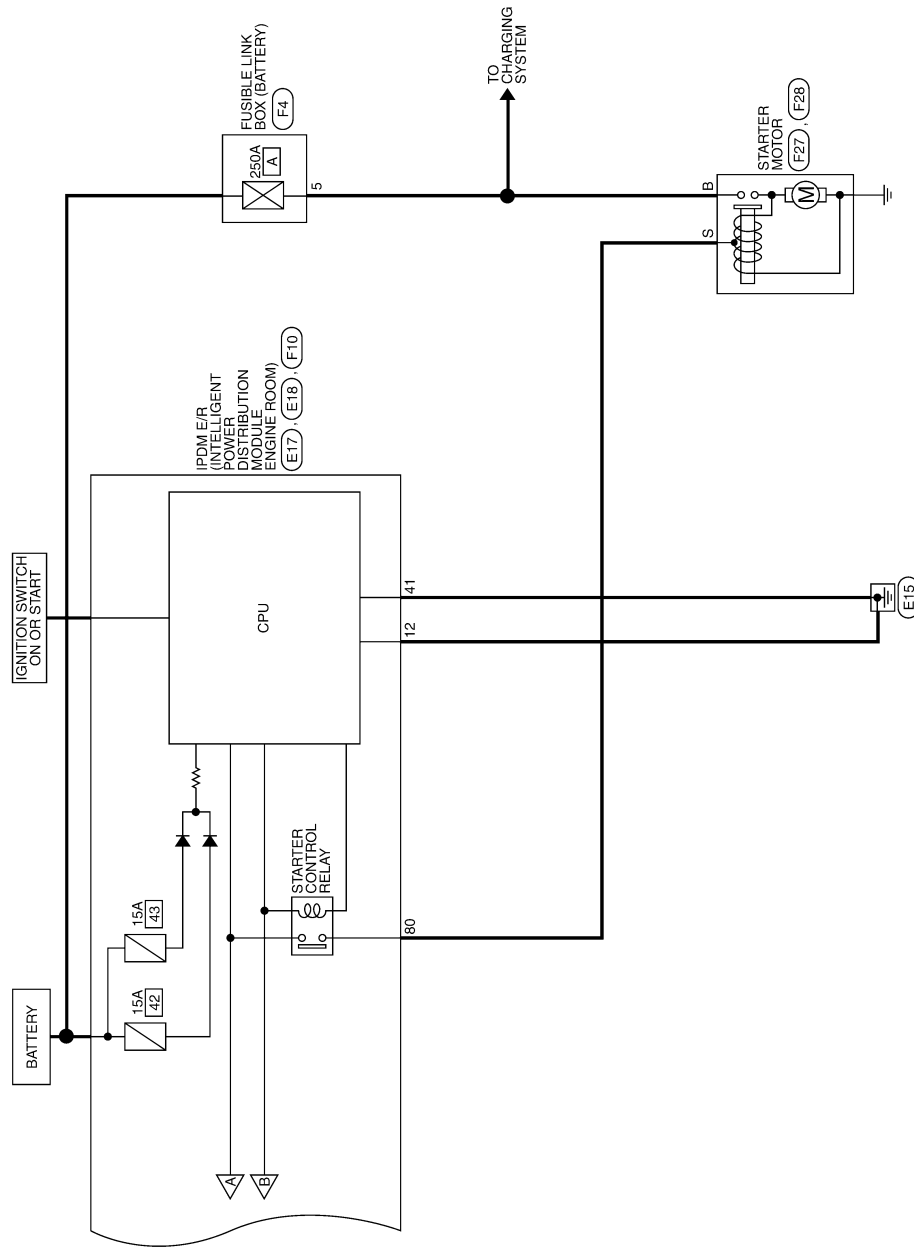 BATTERY
IGNITION SWITCH
ON OR START
15A
42
15A
43
CPU
STARTER
CONTROL
RELAY
A
B
80
12
41
IPDM E/R
(INTELLIGENT
POWER
DISTRIBUTION
MODULE
ENGINE ROOM)
E17 , E18 , F10
FUSIBLE LINK
BOX (BATTERY)
F4
250A
A
5
TO
CHARGING
SYSTEM
S
B
STARTER
MOTOR
F27 , F28
M
E15